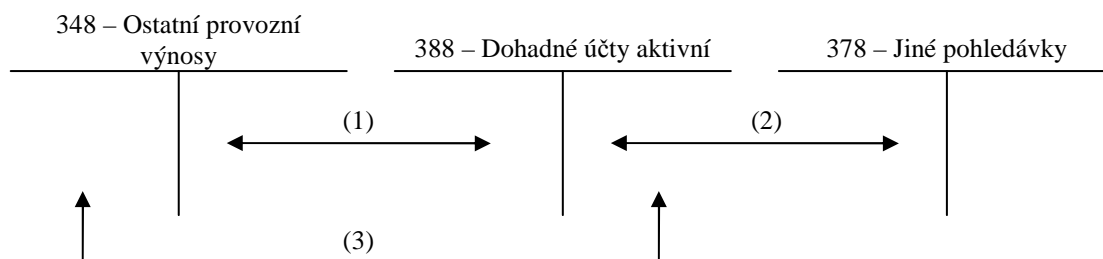 348 – Ostatní provozní
výnosy
388 – Dohadné účty aktivní
378 – Jiné pohledávky
(1)
(2)
(3)